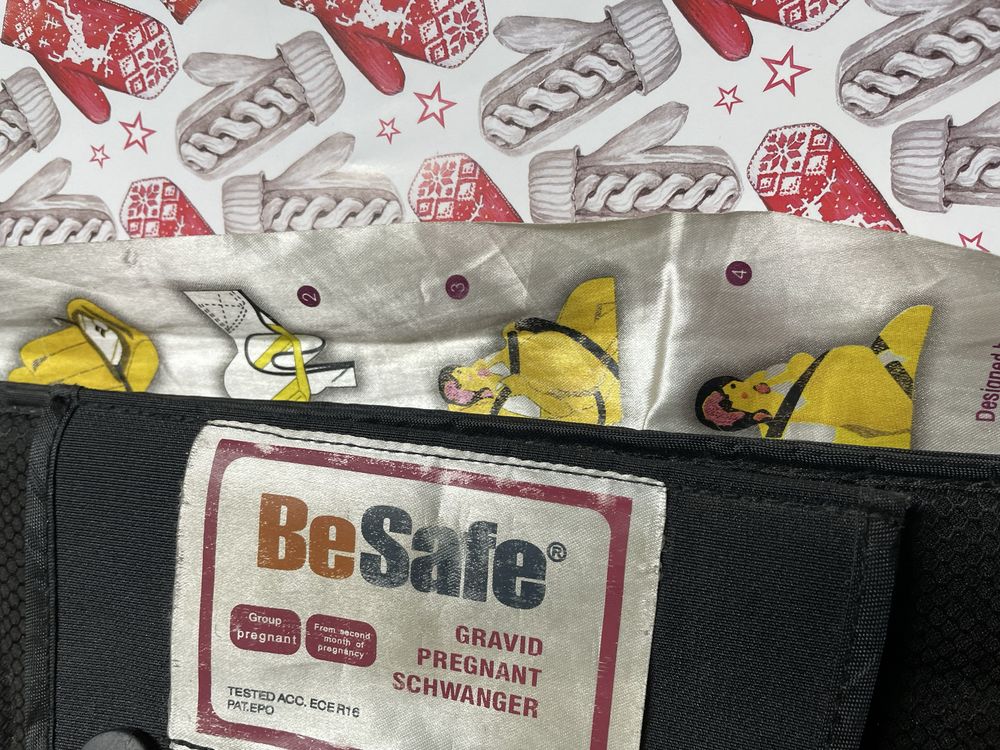 2
3
4
Designed
BeSafe®
Group
pregnant
From second
month of
pregnancy
GRAVID
PREGNANT
SCHWANGER
TESTED ACC. ECE R16
PAT.EPO